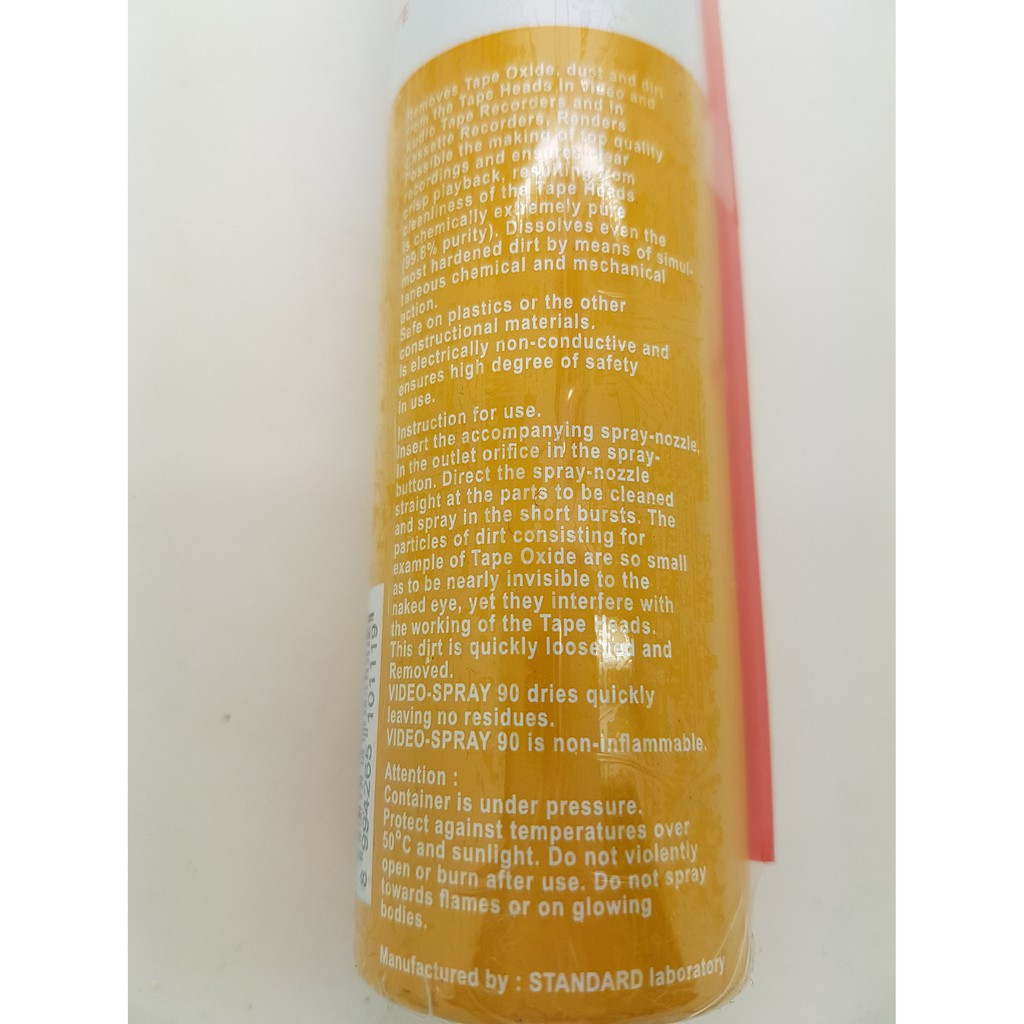 Removes Tape Oxide, dust and dirt
from the Tape Heads in Video and
Audio Tape Recorders and in
Cassette Recorders, Renders
Possible the making of top quality
recordings and ensures clear
crisp playback, resulting from
cleanliness of the Tape Heads
is chemically extremely pure
(99.8% purity). Dissolves even the
most hardened dirt by means of simul-
taneous chemical and mechanical
action.
Safe on plastics or the other
constructional materials.
Is electrically non-conductive and
ensures high degree of safety
in use.
Instruction for use.
Insert the accompanying spray-nozzle,
in the outlet orifice in the spray-
button. Direct the spray-nozzle
straight at the parts to be cleaned
and spray in the short bursts. The
particles of dirt consisting for
example of Tape Oxide are so small
as to be nearly invisible to the
naked eye, yet they interfere with
the working of the Tape Heads.
This dirt is quickly loosened and
Removed.
VIDEO-SPRAY 90 dries quickly
leaving no residues.
VIDEO-SPRAY 90 is non-Inflammable.
Attention :
Container is under pressure.
Protect against temperatures over
50°C and sunlight. Do not violently
open or burn after use. Do not spray
towards flames or on glowing
bodies.
Manufactured by : STANDARD laboratory